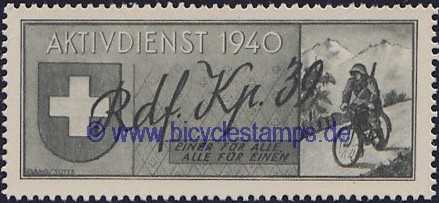 AKTIVDIENST 1940
Rdf. Kp. '39
© www.bicyclestamps.de
EINER FÜR ALLE
ALLE FÜR EINEN